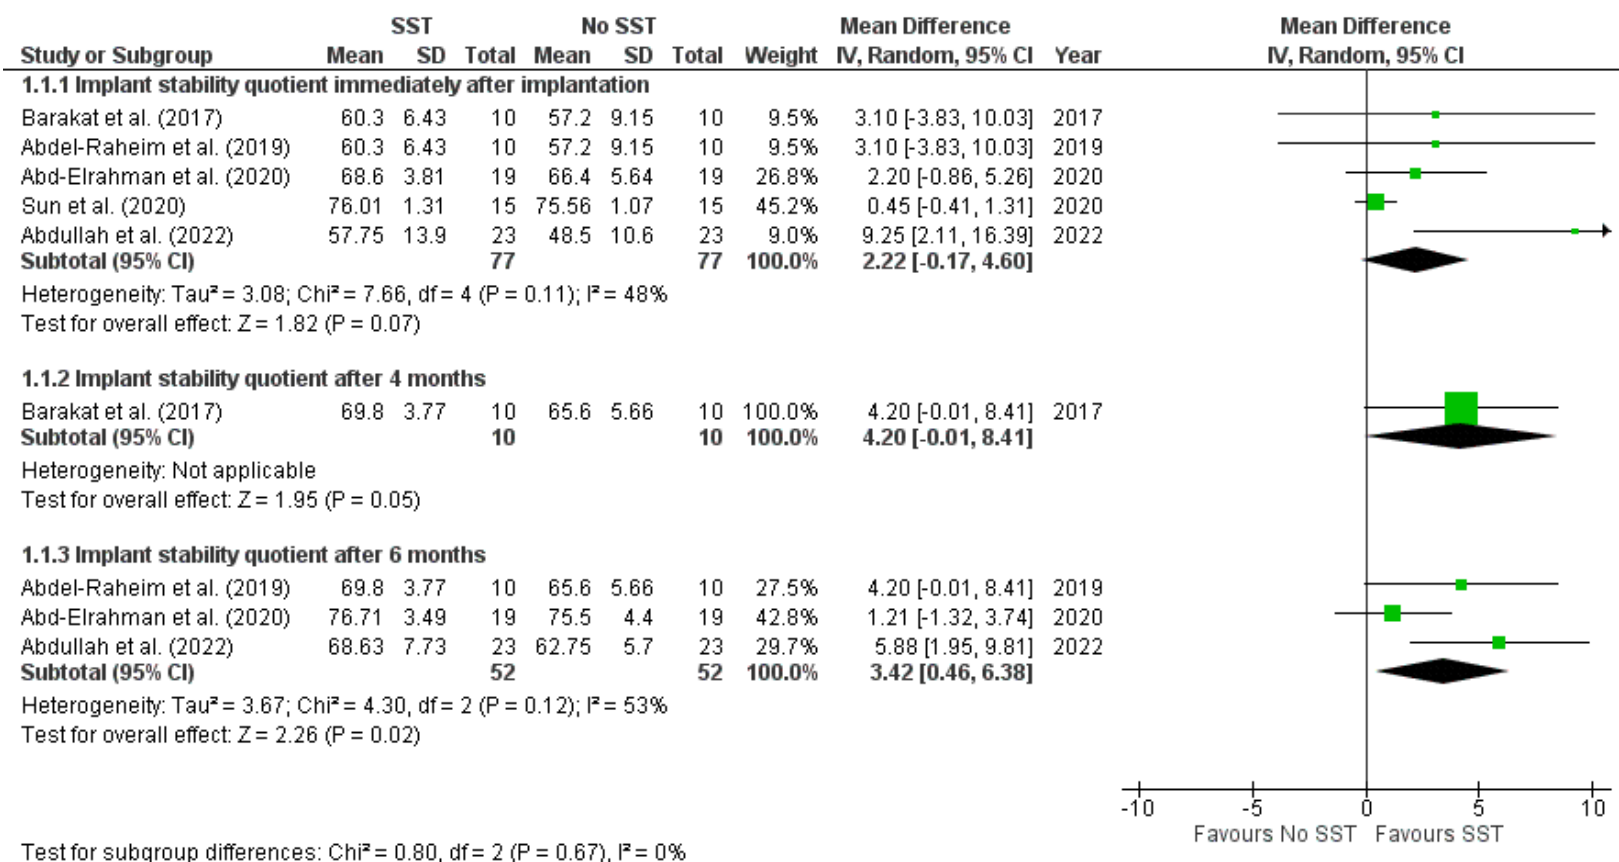 SST No SST Mean Difference Mean Difference
Study or Subgroup Mean SD Total Mean SD Total Weight IV, Random, 95% CI Year IV, Random, 95% CI
1.1.1 Implant stability quotient immediately after implantation
Barakat et al. (2017) 60.3 6.43 10 57.2 9.15 10 9.5% 3.10 [-3.83, 10.03] 2017
Abdel-Raheim et al. (2019) 60.3 6.43 10 57.2 9.15 10 9.5% 3.10 [-3.83, 10.03] 2019
Abd-Elrahman et al. (2020) 68.6 3.81 19 66.4 5.64 19 26.8% 2.20 [-0.86, 5.26] 2020
Sun et al. (2020) 76.01 1.31 15 75.56 1.07 15 45.2% 0.45 [-0.41, 1.31] 2020
Abdullah et al. (2022) 57.75 13.9 23 48.5 10.6 23 9.0% 9.25 [2.11, 16.39] 2022
Subtotal (95% CI) 77 77 100.0% 2.22 [-0.17, 4.60]
Heterogeneity: Tau² = 3.08; Chi² = 7.66, df = 4 (P = 0.11); I² = 48%
Test for overall effect: Z = 1.82 (P = 0.07)
1.1.2 Implant stability quotient after 4 months
Barakat et al. (2017) 69.8 3.77 10 65.6 5.66 10 100.0% 4.20 [-0.01, 8.41] 2017
Subtotal (95% CI) 10 10 100.0% 4.20 [-0.01, 8.41]
Heterogeneity: Not applicable
Test for overall effect: Z = 1.95 (P = 0.05)
1.1.3 Implant stability quotient after 6 months
Abdel-Raheim et al. (2019) 69.8 3.77 10 65.6 5.66 10 27.5% 4.20 [-0.01, 8.41] 2019
Abd-Elrahman et al. (2020) 76.71 3.49 19 75.5 4.4 19 42.8% 1.21 [-1.32, 3.74] 2020
Abdullah et al. (2022) 68.63 7.73 23 62.75 5.7 23 29.7% 5.88 [1.95, 9.81] 2022
Subtotal (95% CI) 52 52 100.0% 3.42 [0.46, 6.38]
Heterogeneity: Tau² = 3.67; Chi² = 4.30, df = 2 (P = 0.12); I² = 53%
Test for overall effect: Z = 2.26 (P = 0.02)
-10 -5 0 5 10
Favours No SST Favours SST
Test for subgroup differences: Chi² = 0.80, df = 2 (P = 0.67), I² = 0%